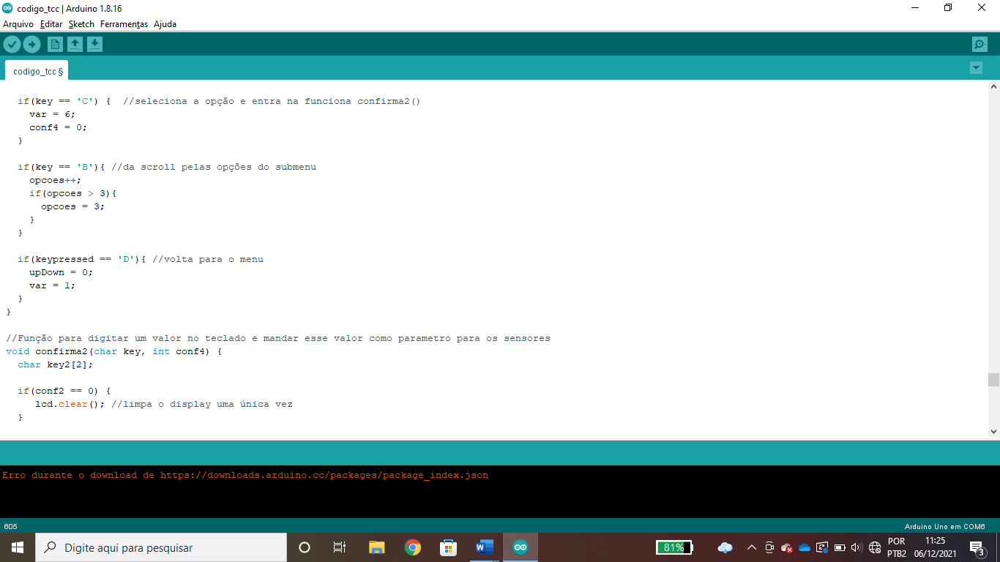 codigo_tcc | Arduino 1.8.16
Arquivo Editar Sketch Ferramentas Ajuda
codigo_tcc §
if(key == 'C') {  //seleciona a opção e entra na funciona confirma2()
var = 6;
conf4 = 0;
}
if(key == 'B'){ //da scroll pelas opções do submenu
opcoes++;
if(opcoes > 3){
opcoes = 3;
}
}
if(keypressed == 'D'){ //volta para o menu
upDown = 0;
var = 1;
}
}
//Função para digitar um valor no teclado e mandar esse valor como parametro para os sensores
void confirma2(char key, int conf4) {
char key2[2];
if(conf2 == 0) {
lcd.clear(); //limpa o display uma única vez
}
Erro durante o download de https://downloads.arduino.cc/packages/package_index.json
605
Arduino Uno em COM6
Digite aqui para pesquisar
81%
POR
PTB2
11:25
06/12/2021
3